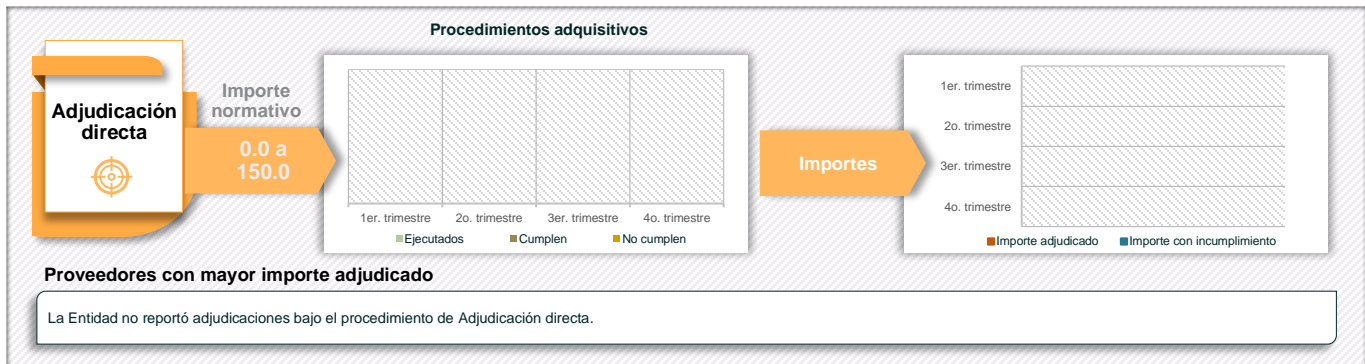 Procedimientos adquisitivos
Adjudicación
directa
Importe
normativo
0.0 a
150.0
1er. trimestre
2o. trimestre
3er. trimestre
4o. trimestre
Ejecutados
Cumplen
No cumplen
Importes
1er. trimestre
2o. trimestre
3er. trimestre
4o. trimestre
Importe adjudicado
Importe con incumplimiento
Proveedores con mayor importe adjudicado
La Entidad no reportó adjudicaciones bajo el procedimiento de Adjudicación directa.